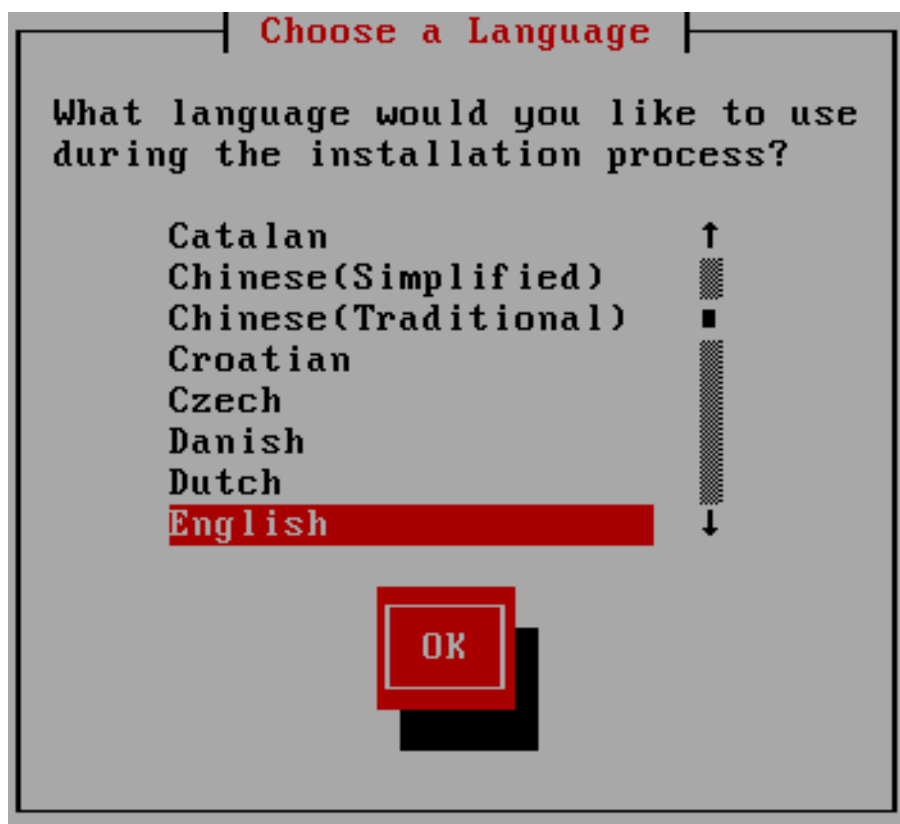 Choose a Language
What language would you like to use
during the installation process?
Catalan
Chinese(Simplified)
Chinese(Traditional)
Croatian
Czech
Danish
Dutch
English
OK